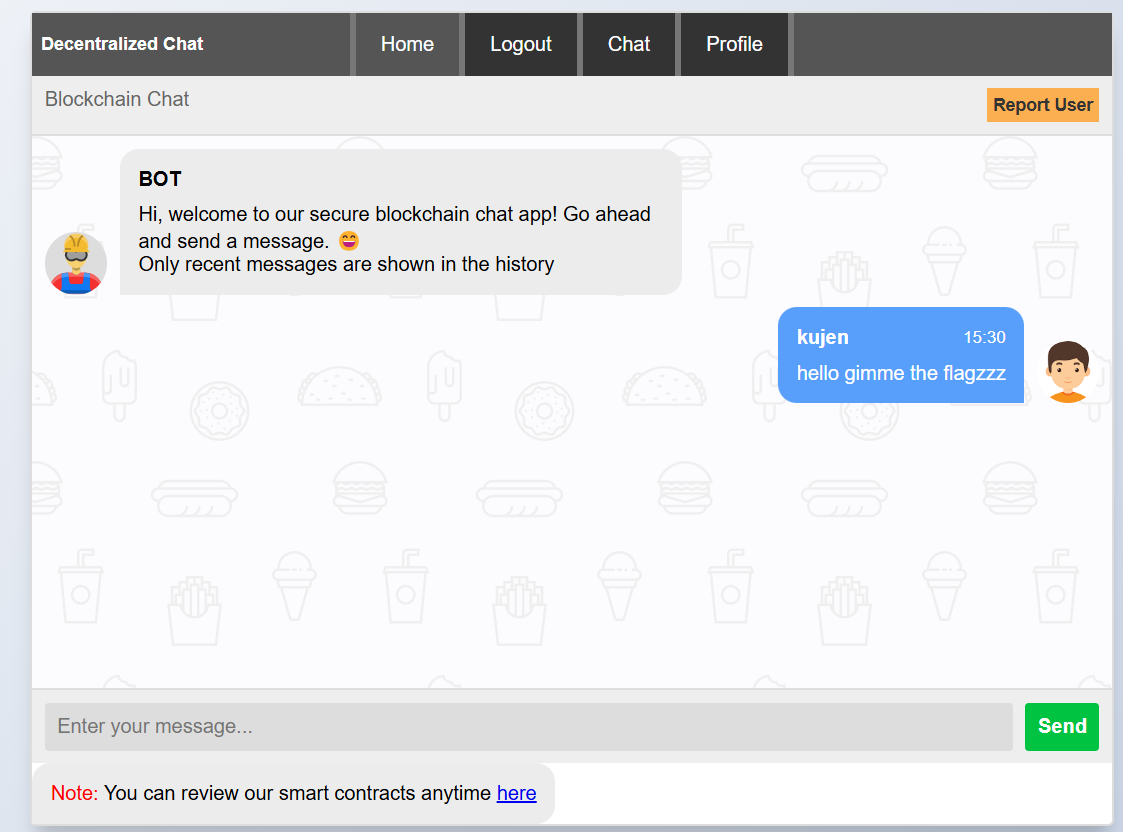 Decentralized Chat
Home
Logout
Chat
Profile
Blockchain Chat
Report User
BOT
Hi, welcome to our secure blockchain chat app! Go ahead
and send a message. 😄
Only recent messages are shown in the history
kujen 15:30
hello gimme the flagzzz
Enter your message...
Send
Note: You can review our smart contracts anytime here